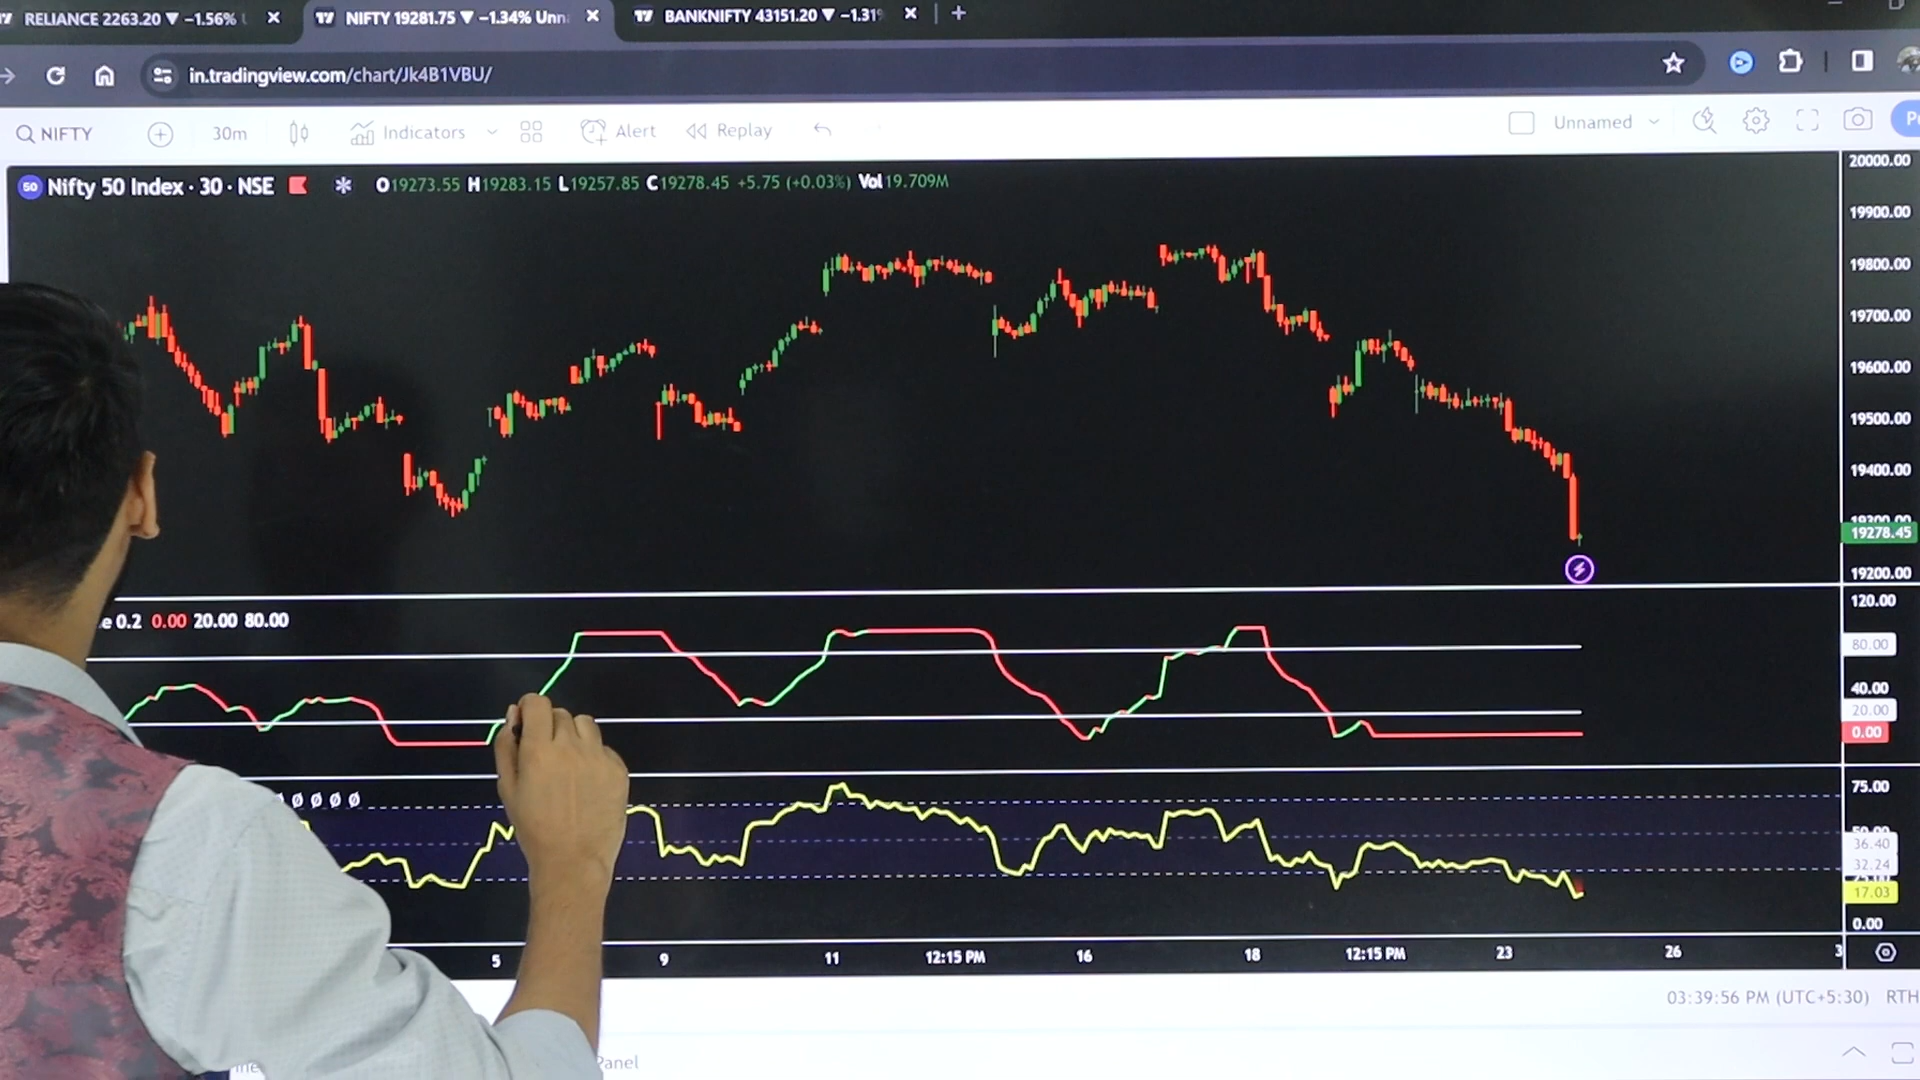 RELIANCE 2263.20 ▼ −1.56%
NIFTY 19281.75 ▼ −1.34% Unn
BANKNIFTY 43151.20 ▼ −1.31%
in.tradingview.com/chart/Jk4B1VBU/
NIFTY 30m Indicators Alert Replay Unnamed
50 Nifty 50 Index · 30 · NSE O19273.55 H19283.15 L19257.85 C19278.45 +5.75 (+0.03%) Vol 19.709M
20000.00
19900.00
19800.00
19700.00
19600.00
19500.00
19400.00
19300.00
19278.45
19200.00
e 0.2 0.00 20.00 80.00
120.00
80.00
40.00
20.00
0.00
Ø Ø Ø Ø
75.00
50.00
36.40
32.24
25.00
17.03
0.00
5 9 11 12:15 PM 16 18 12:15 PM 23 26 3
03:39:56 PM (UTC+5:30) RTH
Panel